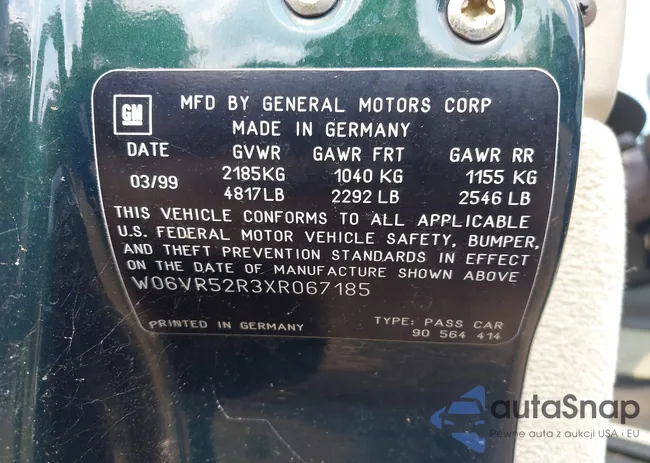 GM
MFD BY GENERAL MOTORS CORP
MADE IN GERMANY
DATE GVWR GAWR FRT GAWR RR
03/99 2185KG 1040 KG 1155 KG
4817LB 2292 LB 2546 LB
THIS VEHICLE CONFORMS TO ALL APPLICABLE
U.S. FEDERAL MOTOR VEHICLE SAFETY, BUMPER,
AND THEFT PREVENTION STANDARDS IN EFFECT
ON THE DATE OF MANUFACTURE SHOWN ABOVE
W06VR52R3XR067185
PRINTED IN GERMANY TYPE: PASS CAR
90 564 414
autaSnap
Pewne auta z aukcji USA i EU